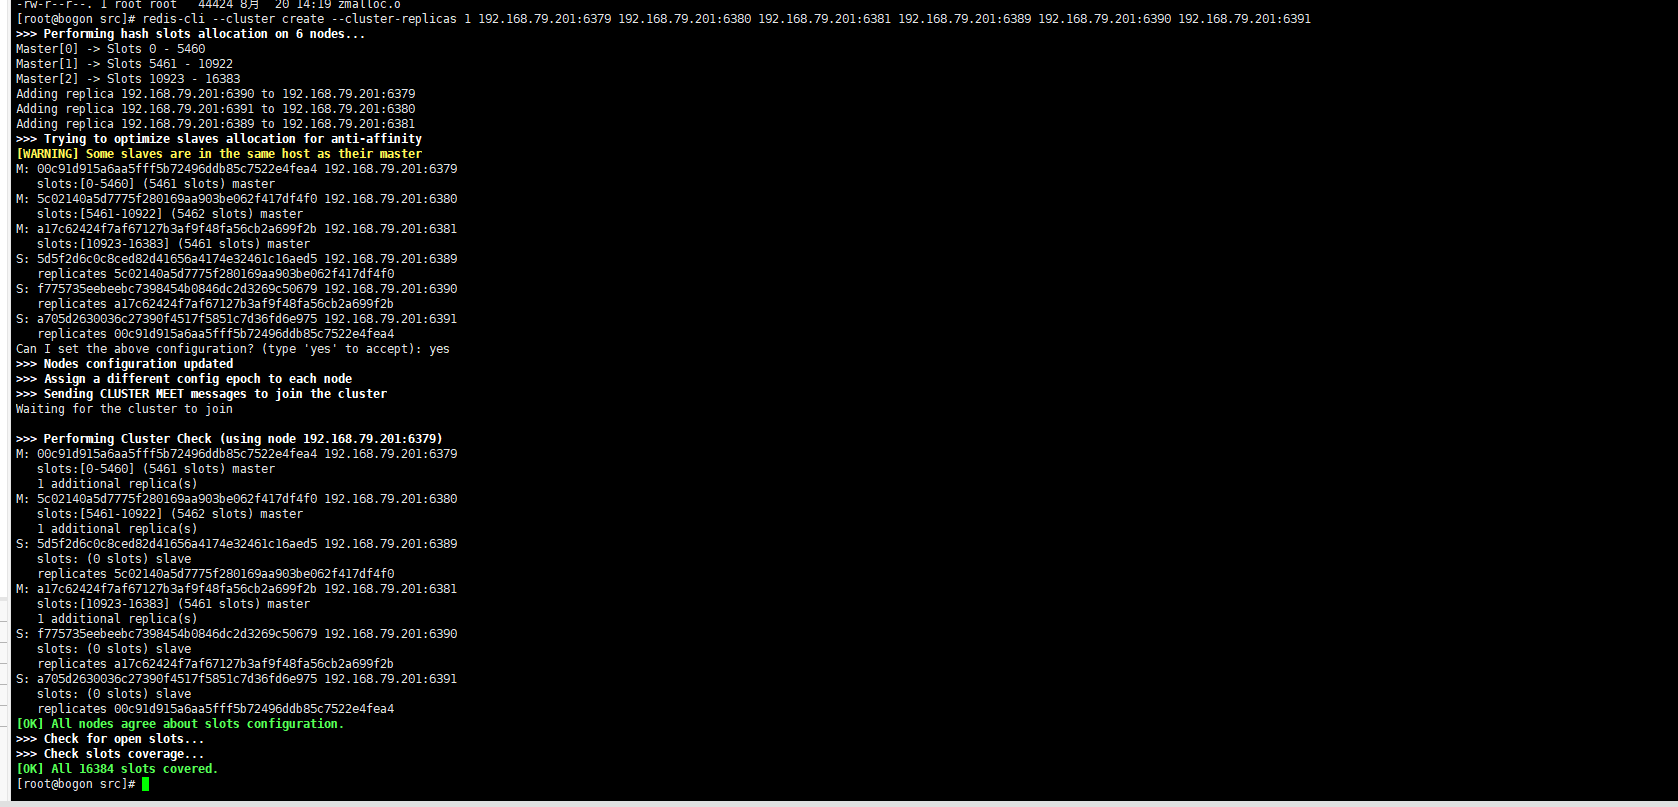 -rw-r--r--. 1 root root   44424 8月  20 14:19 zmalloc.o
[root@bogon src]# redis-cli --cluster create --cluster-replicas 1 192.168.79.201:6379 192.168.79.201:6380 192.168.79.201:6381 192.168.79.201:6389 192.168.79.201:6390 192.168.79.201:6391
>>> Performing hash slots allocation on 6 nodes...
Master[0] -> Slots 0 - 5460
Master[1] -> Slots 5461 - 10922
Master[2] -> Slots 10923 - 16383
Adding replica 192.168.79.201:6390 to 192.168.79.201:6379
Adding replica 192.168.79.201:6391 to 192.168.79.201:6380
Adding replica 192.168.79.201:6389 to 192.168.79.201:6381
>>> Trying to optimize slaves allocation for anti-affinity
[WARNING] Some slaves are in the same host as their master
M: 00c91d915a6aa5fff5b72496ddb85c7522e4fea4 192.168.79.201:6379
   slots:[0-5460] (5461 slots) master
M: 5c02140a5d7775f280169aa903be062f417df4f0 192.168.79.201:6380
   slots:[5461-10922] (5462 slots) master
M: a17c62424f7af67127b3af9f48fa56cb2a699f2b 192.168.79.201:6381
   slots:[10923-16383] (5461 slots) master
S: 5d5f2d6c0c8ced82d41656a4174e32461c16aed5 192.168.79.201:6389
   replicates 5c02140a5d7775f280169aa903be062f417df4f0
S: f775735eebeebc7398454b0846dc2d3269c50679 192.168.79.201:6390
   replicates a17c62424f7af67127b3af9f48fa56cb2a699f2b
S: a705d2630036c27390f4517f5851c7d36fd6e975 192.168.79.201:6391
   replicates 00c91d915a6aa5fff5b72496ddb85c7522e4fea4
Can I set the above configuration? (type 'yes' to accept): yes
>>> Nodes configuration updated
>>> Assign a different config epoch to each node
>>> Sending CLUSTER MEET messages to join the cluster
Waiting for the cluster to join

>>> Performing Cluster Check (using node 192.168.79.201:6379)
M: 00c91d915a6aa5fff5b72496ddb85c7522e4fea4 192.168.79.201:6379
   slots:[0-5460] (5461 slots) master
   1 additional replica(s)
M: 5c02140a5d7775f280169aa903be062f417df4f0 192.168.79.201:6380
   slots:[5461-10922] (5462 slots) master
   1 additional replica(s)
S: 5d5f2d6c0c8ced82d41656a4174e32461c16aed5 192.168.79.201:6389
   slots: (0 slots) slave
   replicates 5c02140a5d7775f280169aa903be062f417df4f0
M: a17c62424f7af67127b3af9f48fa56cb2a699f2b 192.168.79.201:6381
   slots:[10923-16383] (5461 slots) master
   1 additional replica(s)
S: f775735eebeebc7398454b0846dc2d3269c50679 192.168.79.201:6390
   slots: (0 slots) slave
   replicates a17c62424f7af67127b3af9f48fa56cb2a699f2b
S: a705d2630036c27390f4517f5851c7d36fd6e975 192.168.79.201:6391
   slots: (0 slots) slave
   replicates 00c91d915a6aa5fff5b72496ddb85c7522e4fea4
[OK] All nodes agree about slots configuration.
>>> Check for open slots...
>>> Check slots coverage...
[OK] All 16384 slots covered.
[root@bogon src]#